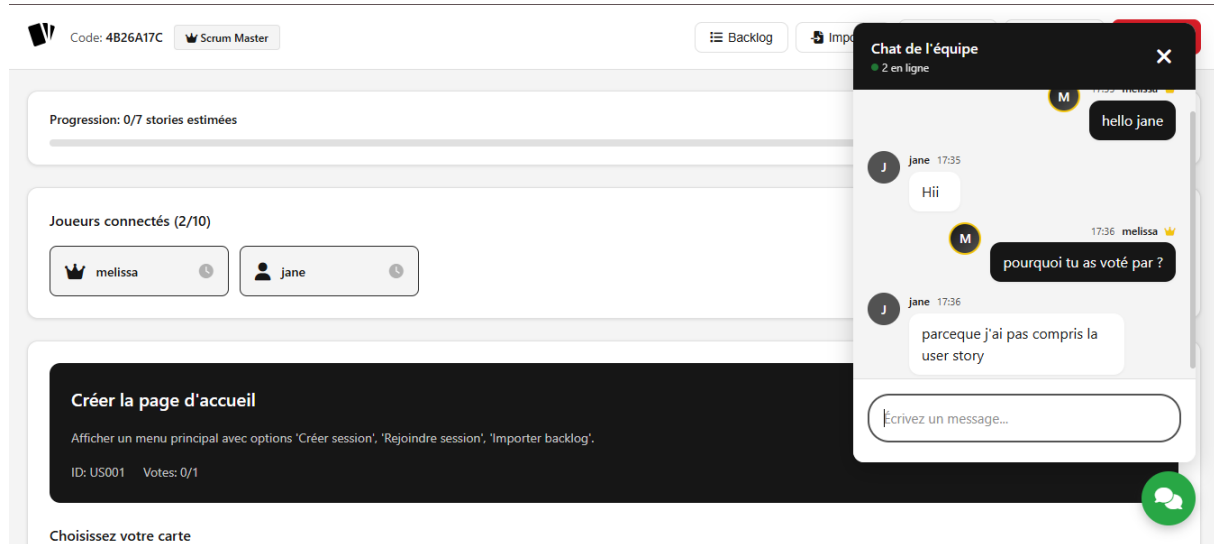 Code: 4B26A17C
Scrum Master
Backlog
Impo
Chat de l'équipe
2 en ligne
Progression: 0/7 stories estimées
M
melissa
hello jane
J
jane 17:35
Hii
Joueurs connectés (2/10)
melissa
jane
M
17:36 melissa
pourquoi tu as voté par ?
J
jane 17:36
parceque j'ai pas compris la
user story
Créer la page d'accueil
Afficher un menu principal avec options 'Créer session', 'Rejoindre session', 'Importer backlog'.
ID: US001 Votes: 0/1
Écrivez un message...
Choisissez votre carte